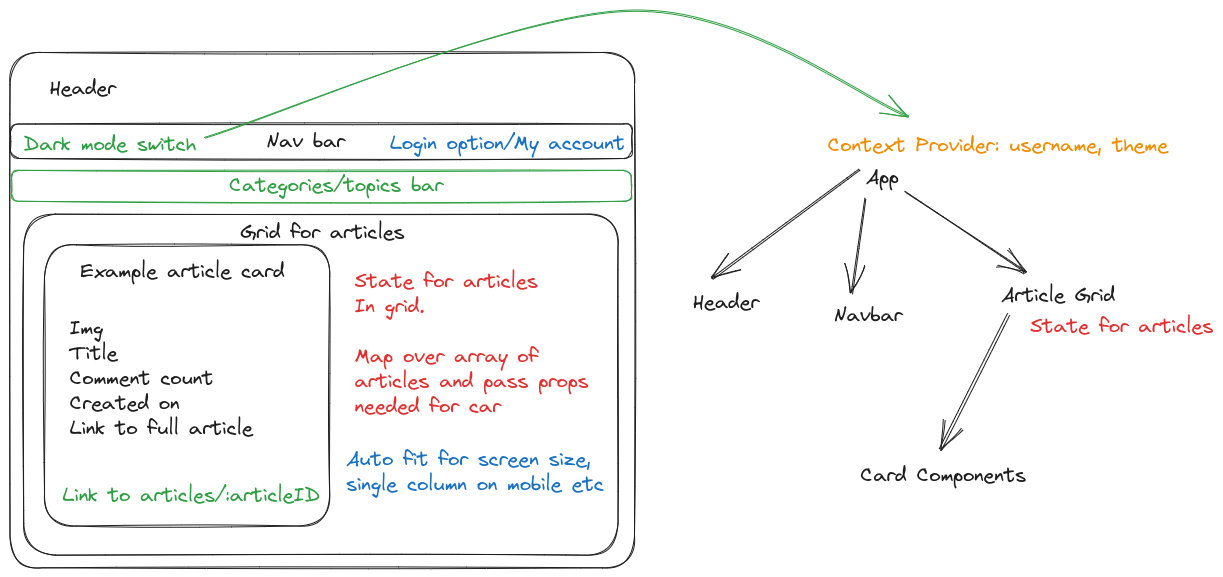 Header
Dark mode switch
Nav bar
Login option/My account
Categories/topics bar
Grid for articles
Example article card
Img
Title
Comment count
Created on
Link to full article
Link to articles/:articleID
State for articles
In grid.
Map over array of
articles and pass props
needed for car
Auto fit for screen size,
single column on mobile etc
Context Provider: username, theme
App
Header
Navbar
Article Grid
State for articles
Card Components